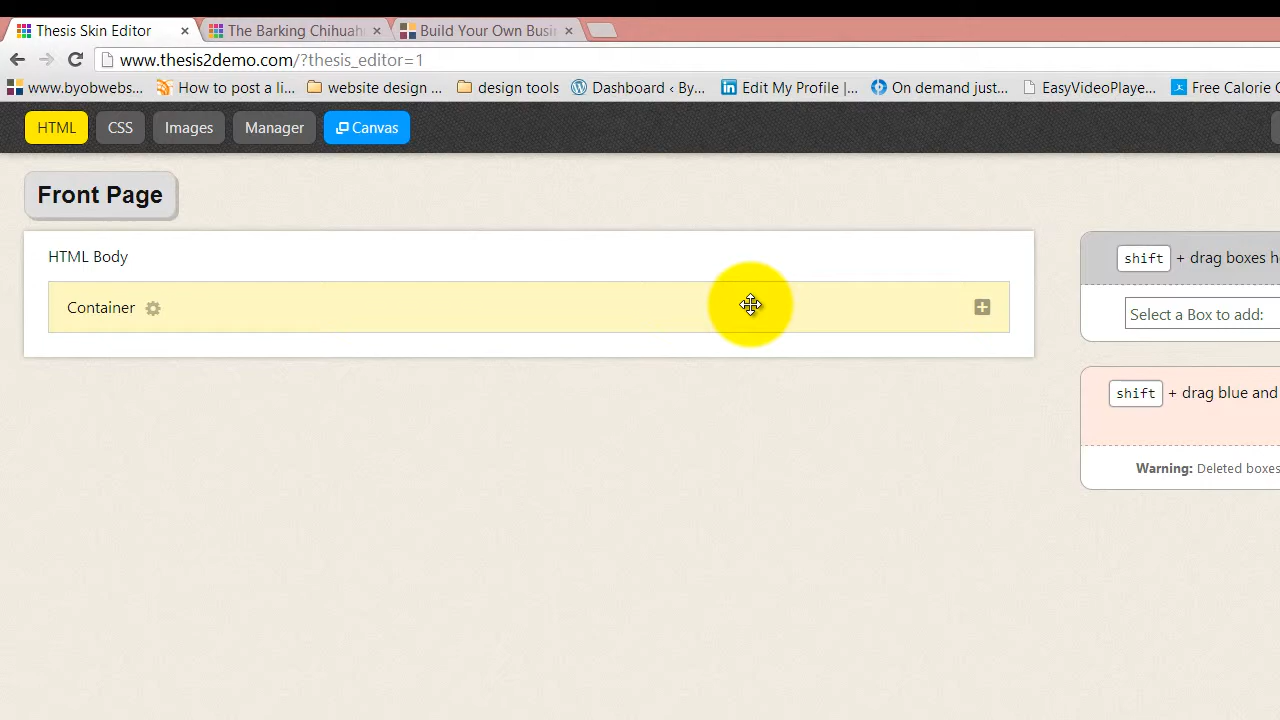 Thesis Skin Editor × The Barking Chihuah × Build Your Own Busi ×
www.thesis2demo.com/?thesis_editor=1
www.byobwebs... How to post a li... website design ... design tools Dashboard ‹ By... Edit My Profile |... On demand just... EasyVideoPlaye... Free Calorie C
HTML CSS Images Manager Canvas
Front Page
HTML Body
shift + drag boxes h
Container
Select a Box to add:
shift + drag blue and
Warning: Deleted boxes